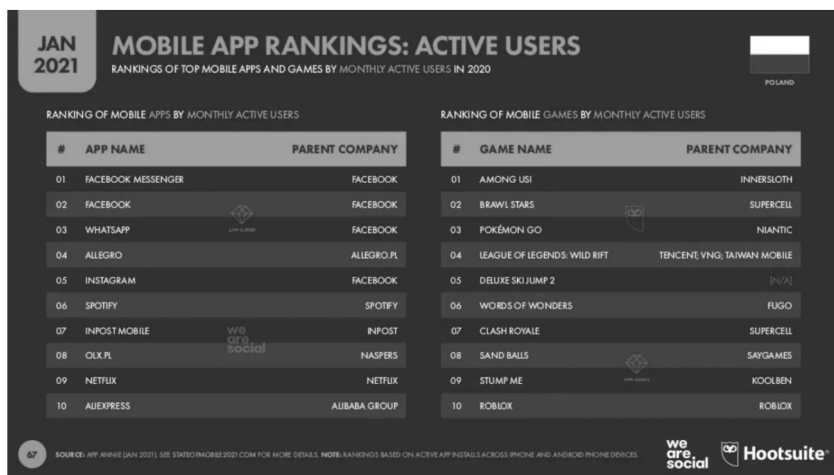 JAN
2021
MOBILE APP RANKINGS: ACTIVE USERS
RANKINGS OF TOP MOBILE APPS AND GAMES BY MONTHLY ACTIVE USERS IN 2020
POLAND
RANKING OF MOBILE APPS BY MONTHLY ACTIVE USERS
# APP NAME PARENT COMPANY
01 FACEBOOK MESSENGER FACEBOOK
02 FACEBOOK FACEBOOK
03 WHATSAPP FACEBOOK
04 ALLEGRO ALLEGRO.PL
05 INSTAGRAM FACEBOOK
06 SPOTIFY SPOTIFY
07 INPOST MOBILE INPOST
08 OLX.PL NASPERS
09 NETFLIX NETFLIX
10 ALIEXPRESS ALIBABA GROUP
we
are
social
RANKING OF MOBILE GAMES BY MONTHLY ACTIVE USERS
# GAME NAME PARENT COMPANY
01 AMONG US! INNERSLOTH
02 BRAWL STARS SUPERCELL
03 POKÉMON GO NIANTIC
04 LEAGUE OF LEGENDS: WILD RIFT TENCENT; VNG; TAIWAN MOBILE
05 DELUXE SKI JUMP 2 [N/A]
06 WORDS OF WONDERS FUGO
07 CLASH ROYALE SUPERCELL
08 SAND BALLS SAYGAMES
09 STUMP ME KOOLBEN
10 ROBLOX ROBLOX
67
SOURCE: APP ANNIE (JAN 2021). SEE STATEOFMOBILE2021.COM FOR MORE DETAILS. NOTE: RANKINGS BASED ON ACTIVE APP INSTALLS ACROSS IPHONE AND ANDROID PHONE DEVICES.
we
are
social
Hootsuite